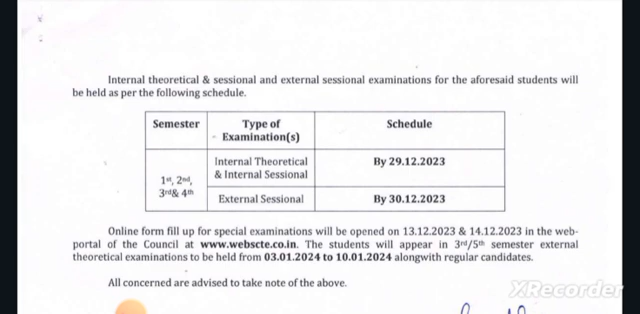 Internal theoretical & sessional and external sessional examinations for the aforesaid students will
be held as per the following schedule.
Semester
Type of
Examination(s)
Schedule
1st, 2nd,
3rd& 4th
Internal Theoretical
& Internal Sessional
By 29.12.2023
External Sessional
By 30.12.2023
Online form fill up for special examinations will be opened on 13.12.2023 & 14.12.2023 in the web-
portal of the Council at www.webscte.co.in. The students will appear in 3rd/5th semester external
theoretical examinations to be held from 03.01.2024 to 10.01.2024 alongwith regular candidates.
All concerned are advised to take note of the above.
XRecorder